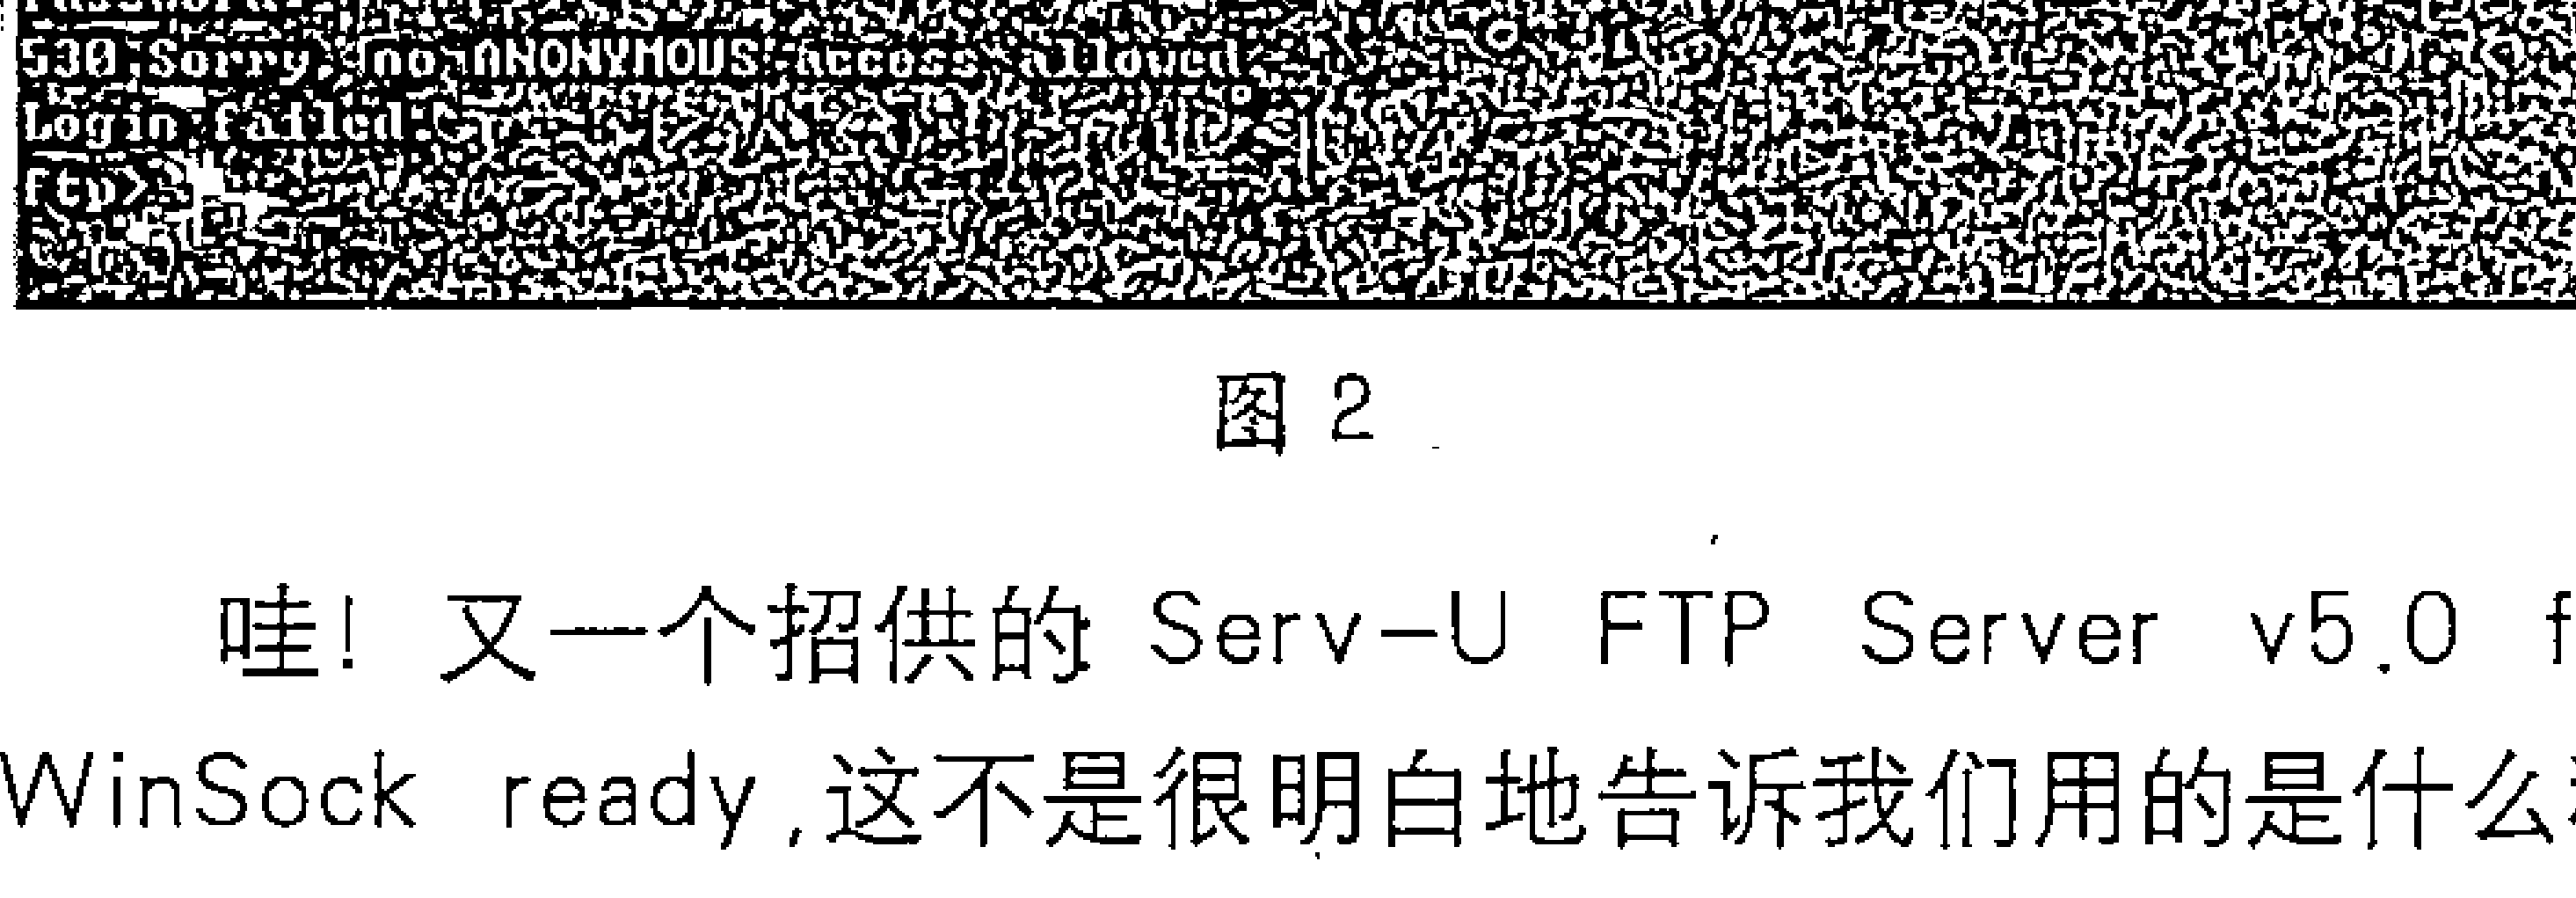 530 Sorry, no ANONYMOUS access allowed
Login failed.
ftp>
图 2
哇! 又一个招供的 Serv-U FTP Server v5.0 f
WinSock ready,这不是很明白地告诉我们用的是什么